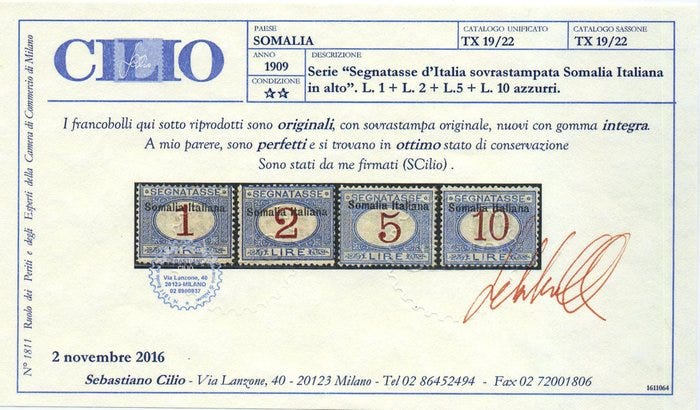 CILIO
PAESE
SOMALIA
CATALOGO UNIFICATO
TX 19/22
CATALOGO SASSONE
TX 19/22
ANNO
1909
CONDIZIONE
☆☆
DESCRIZIONE
Serie “Segnatasse d’Italia sovrastampata Somalia Italiana
in alto”. L. 1 + L. 2 + L.5 + L. 10 azzurri.
I francobolli qui sotto riprodotti sono originali, con sovrastampa originale, nuovi con gomma integra.
A mio parere, sono perfetti e si trovano in ottimo stato di conservazione
Sono stati da me firmati (SCilio) .
SEGNATASSE
Somalia Italiana
1
LIRE
SEGNATASSE
Somalia Italiana
2
LIRE
SEGNATASSE
Somalia Italiana
5
LIRE
SEGNATASSE
Somalia Italiana
10
LIRE
Via Lanzone, 40
20123-MILANO
02 8900037
2 novembre 2016
Sebastiano Cilio - Via Lanzone, 40 - 20123 Milano - Tel 02 86452494 - Fax 02 72001806
1611064
N° 1811 Ruolo dei Periti e degli Esperti della Camera di Commercio di Milano